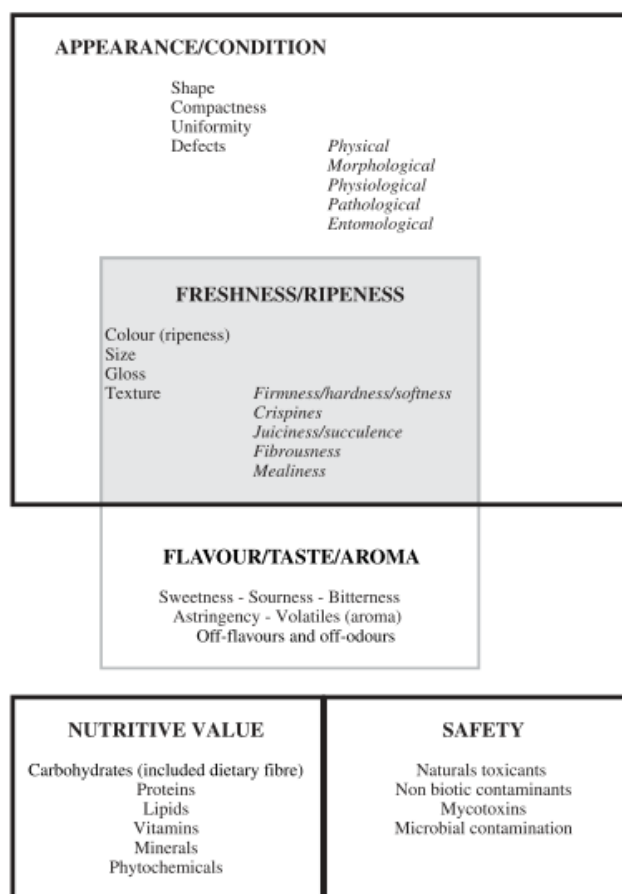 APPEARANCE/CONDITION
Shape
Compactness
Uniformity
Defects Physical
Morphological
Physiological
Pathological
Entomological
FRESHNESS/RIPENESS
Colour (ripeness)
Size
Gloss
Texture Firmness/hardness/softness
Crispines
Juiciness/succulence
Fibrousness
Mealiness
FLAVOUR/TASTE/AROMA
Sweetness - Sourness - Bitterness
Astringency - Volatiles (aroma)
Off-flavours and off-odours
NUTRITIVE VALUE
Carbohydrates (included dietary fibre)
Proteins
Lipids
Vitamins
Minerals
Phytochemicals
SAFETY
Naturals toxicants
Non biotic contaminants
Mycotoxins
Microbial contamination